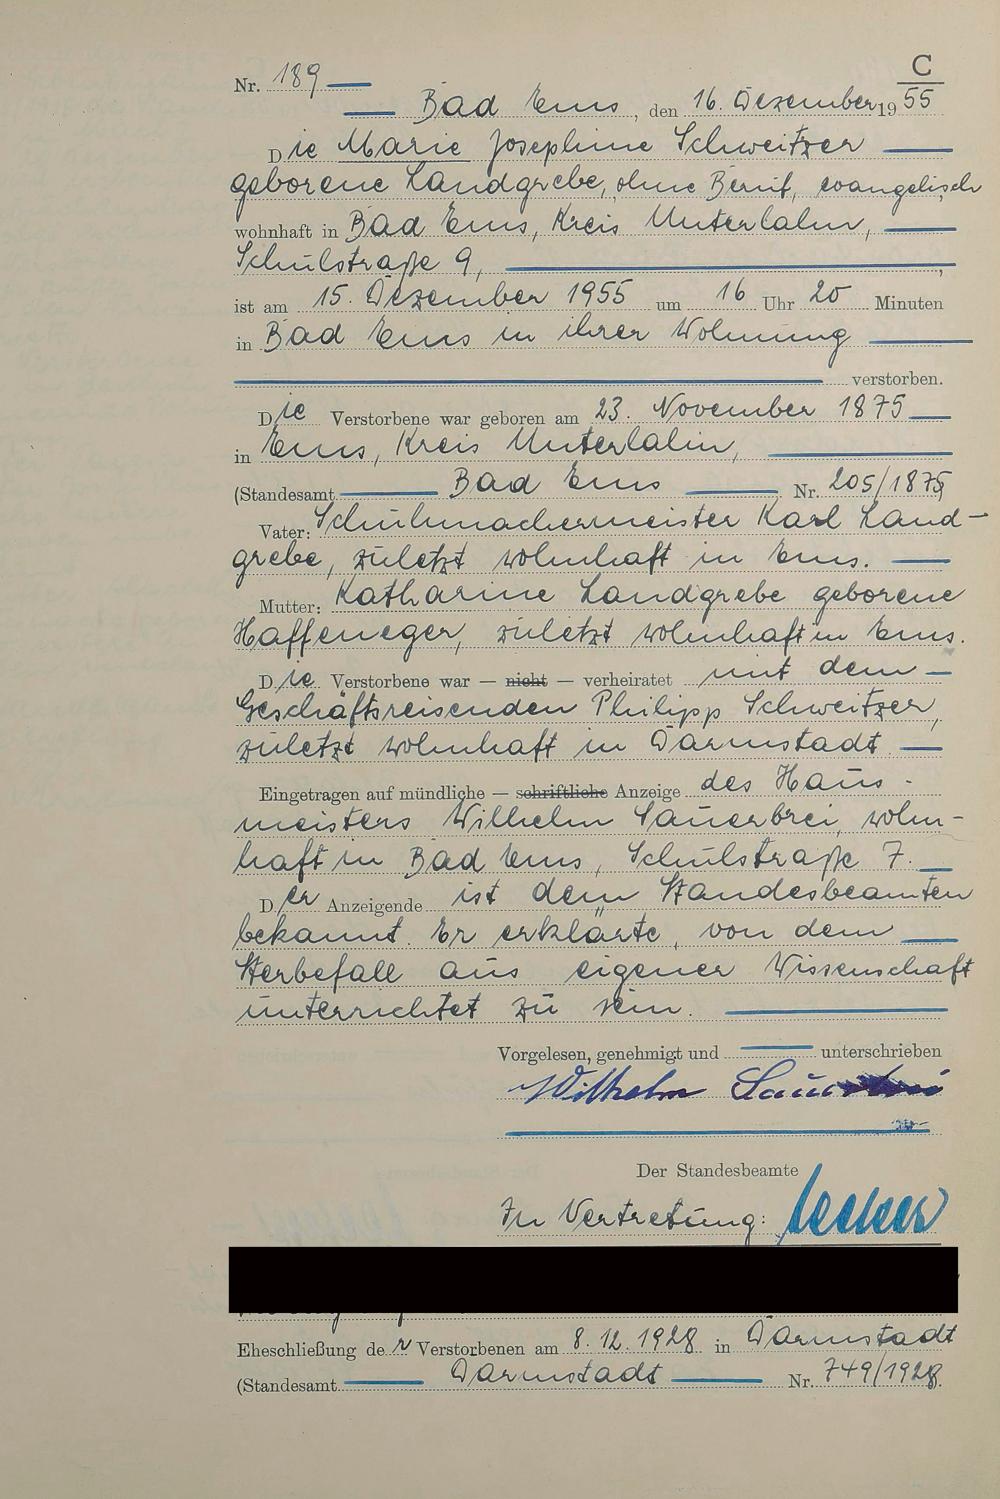 C
Nr. 189
Bad Ems, den 16. Dezember 1955
Die Marie Josephine Schweitzer
geborene Landgrebe, ohne Beruf, evangelisch
wohnhaft in Bad Ems, Kreis Unterlahn,
Schulstraße 9,
ist am 15. Dezember 1955 um 16 Uhr 20 Minuten
in Bad Ems in ihrer Wohnung
verstorben.
Die Verstorbene war geboren am 23. November 1875
in Ems, Kreis Unterlahn,
(Standesamt Bad Ems Nr. 205/1875)
Vater: Schuhmachermeister Karl Land-
grebe, zuletzt wohnhaft in Ems.
Mutter: Katharine Landgrebe geborene
Haffeneger, zuletzt wohnhaft in Ems.
Die Verstorbene war — nicht — verheiratet mit dem
Geschäftsreisenden Philipp Schweitzer,
zuletzt wohnhaft in Darmstadt
Eingetragen auf mündliche — schriftliche Anzeige des Haus-
meisters Wilhelm Sauerbrei, wohn-
haft in Bad Ems, Schulstraße 7.
Der Anzeigende ist dem Standesbeamten
bekannt. Er erklärte, von dem
Sterbefall aus eigener Wissenschaft
unterrichtet zu sein.
Vorgelesen, genehmigt und unterschrieben
Wilhelm Sauerbrei
Der Standesbeamte
In Vertretung:
Eheschließung der Verstorbenen am 8.12.1928 in Darmstadt
(Standesamt Darmstadt Nr. 749/1928.